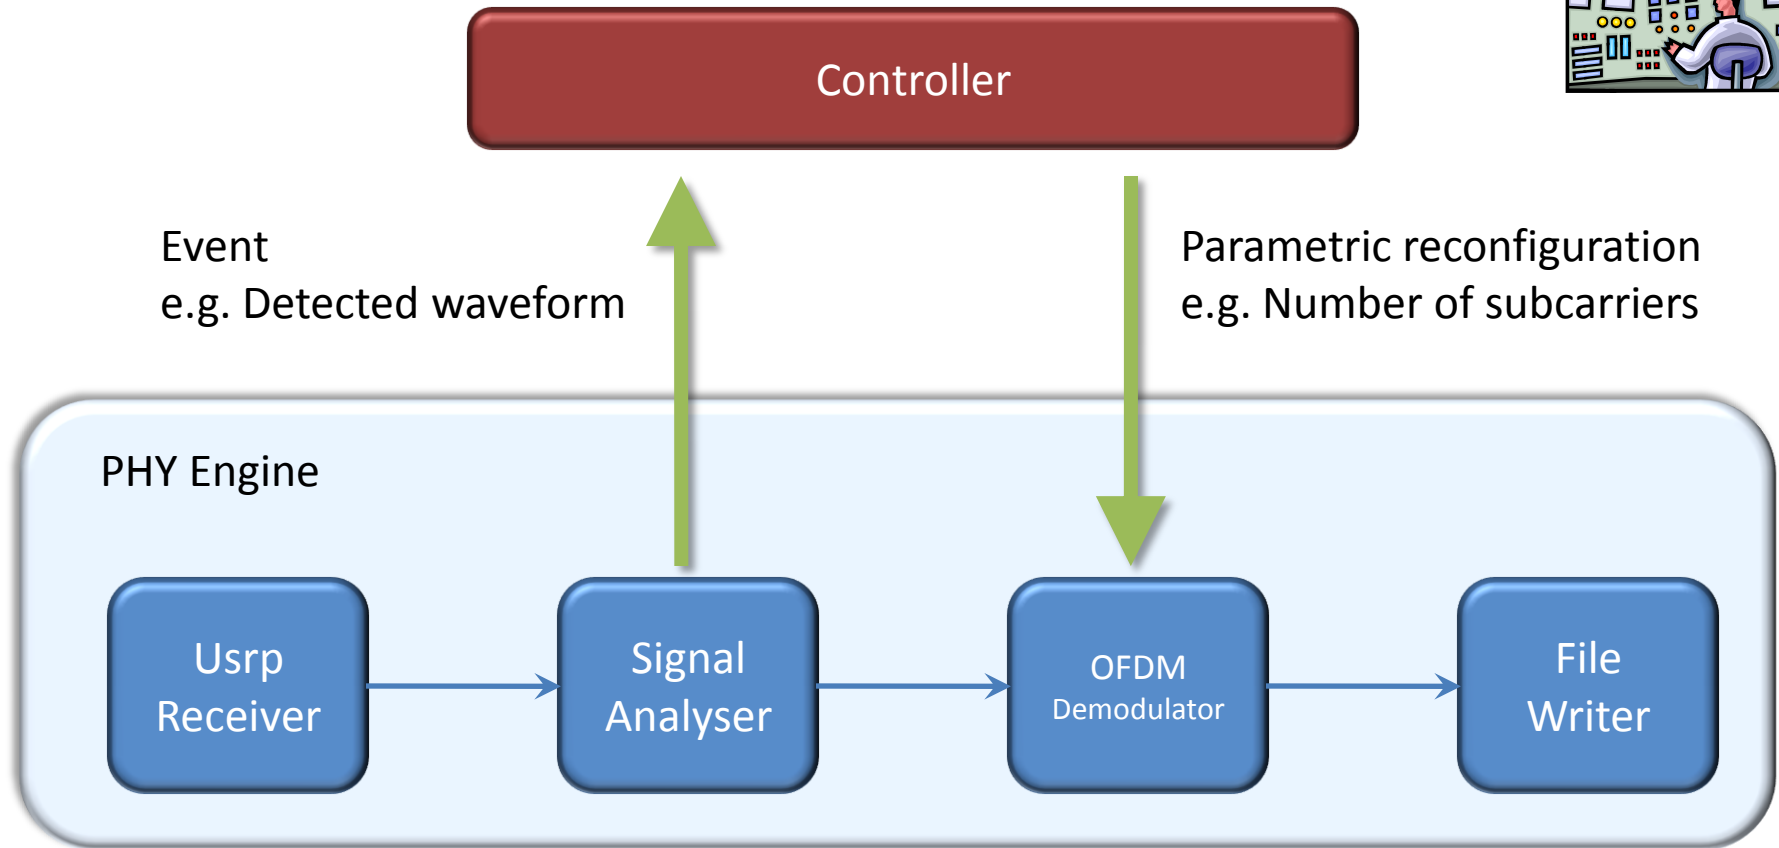 Controller
Event
e.g. Detected waveform
Parametric reconfiguration
e.g. Number of subcarriers
PHY Engine
Usrp
Receiver
Signal
Analyser
OFDM
Demodulator
File
Writer